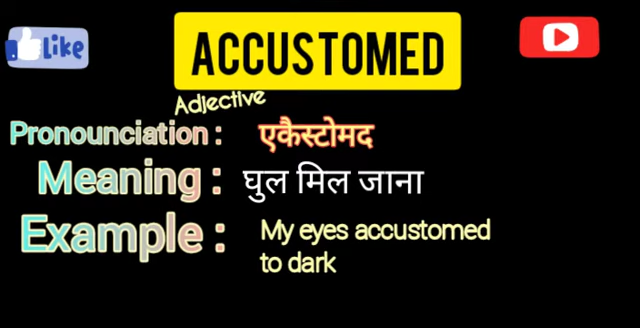 Like
ACCUSTOMED
Adjective
Pronounciation : एकैस्टोमद
Meaning : घुल मिल जाना
Example : My eyes accustomed
to dark